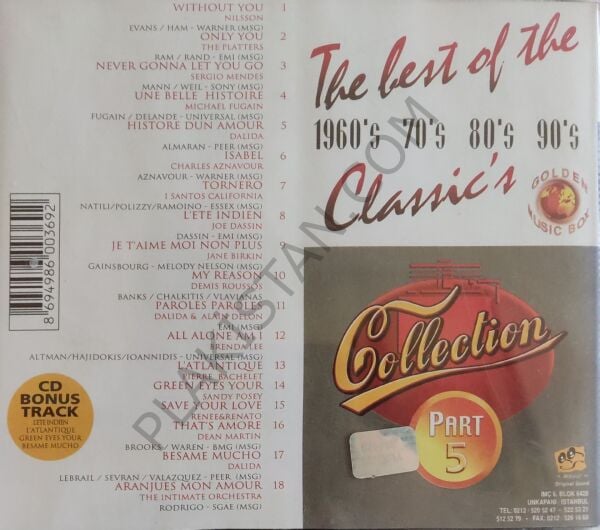 WITHOUT YOU 1
NILSSON
EVANS / HAM - WARNER (MSG)
ONLY YOU 2
THE PLATTERS
RAM / RAND - EMI (MSG)
NEVER GONNA LET YOU GO 3
SERGIO MENDES
MANN / WEIL - SONY (MSG)
UNE BELLE HISTOIRE 4
MICHAEL FUGAIN
FUGAIN / DELANDE - UNIVERSAL (MSG)
HISTORE DUN AMOUR 5
DALIDA
ALMARAN - PEER (MSG)
ISABEL 6
CHARLES AZNAVOUR
AZNAVOUR - WARNER (MSG)
TORNERO 7
I SANTOS CALIFORNIA
NATILI/POLIZZY/RAMOINO - ESSEX (MSG)
L'ETE INDIEN 8
JOE DASSIN
DASSIN - EMI (MSG)
JE T'AIME MOI NON PLUS 9
JANE BIRKIN
GAINSBOURG - MELODY NELSON (MSG)
MY REASON 10
DEMIS ROUSSOS
BANKS / CHALKITIS / VLAVIANAS
PAROLES PAROLES 11
DALIDA & ALAIN DELON
EMI (MSG)
ALL ALONE AM I 12
BRENDA LEE
ALTMAN/HAJIDOKIS/IOANNIDIS - UNIVERSAL (MSG)
L'ATLANTIQUE 13
PIERRE BACHELET
GREEN EYES YOUR 14
SANDY POSEY
SAVE YOUR LOVE 15
RENEE&RENATO
THAT'S AMORE 16
DEAN MARTIN
BROOKS / WAREN - BMG (MSG)
BESAME MUCHO 17
DALIDA
LEBRAIL / SEVRAN / VALAZQUEZ - PEER (MSG)
ARANJUES MON AMOUR 18
THE INTIMATE ORCHESTRA
RODRIGO - SGAE (MSG)
8 694986 003692
CD
BONUS
TRACK
L'ETE INDIEN
L'ATLANTIQUE
GREEN EYES YOUR
BESAME MUCHO
The best of the
1960's 70's 80's 90's
Classic's
GOLDEN
MUSIC BOX
Collection
PART
5
Original Sound
IMC 6. BLOK 6428
UNKAPANI / ISTANBUL
TEL: 0212 - 520 52 47 - 522 53 21
512 52 79 - FAX: 0212 - 526 16 69
PLAKISTAN.COM